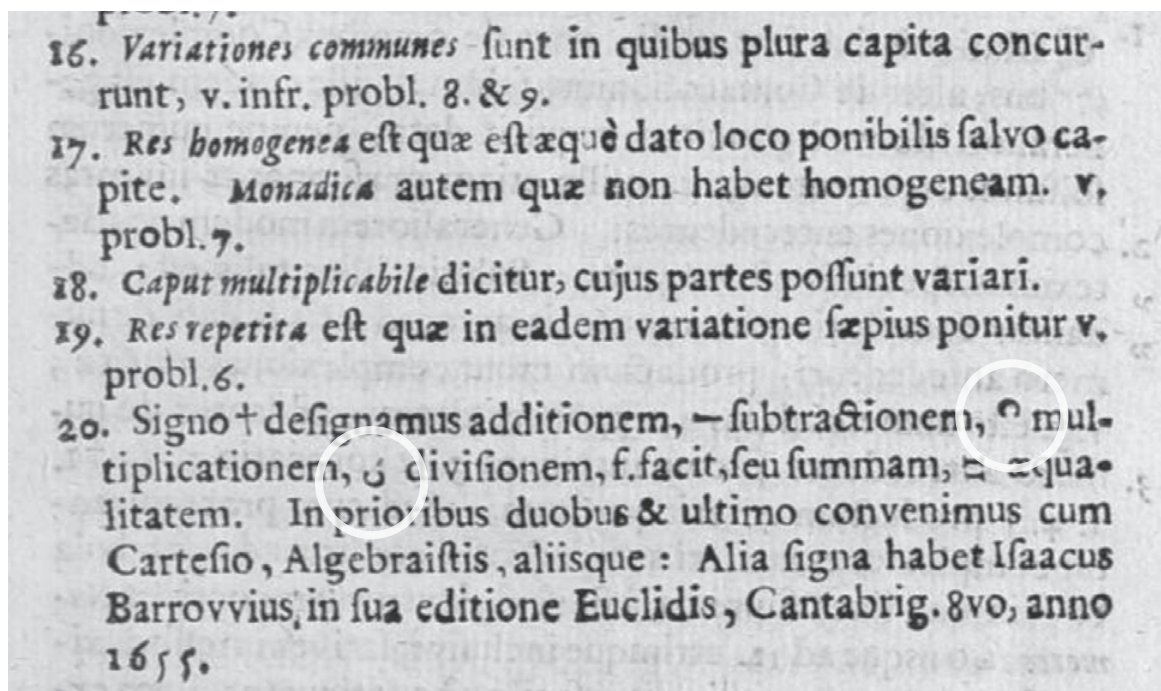 16. Variationes communes ſunt in quibus plura capita concur-
runt, v. infr. probl. 8. & 9.
17. Res homogenea eſt quæ eſt æquè dato loco ponibilis ſalvo ca-
pite. Monadica autem quæ non habet homogeneam. v.
probl. 7.
18. Caput multiplicabile dicitur, cujus partes poſſunt variari.
19. Res repetita eſt quæ in eadem variatione ſæpius ponitur v.
probl. 6.
20. Signo † deſignamus additionem, — ſubtractionem, ◠ mul-
tiplicationem, ◡ diviſionem, f. facit, ſeu ſummam, = æqua-
litatem. In prioribus duobus & ultimo convenimus cum
Carteſio, Algebraiſtis, aliisque: Alia ſigna habet Iſaacus
Barrovvius, in ſua editione Euclidis, Cantabrig. 8vo, anno
1655.